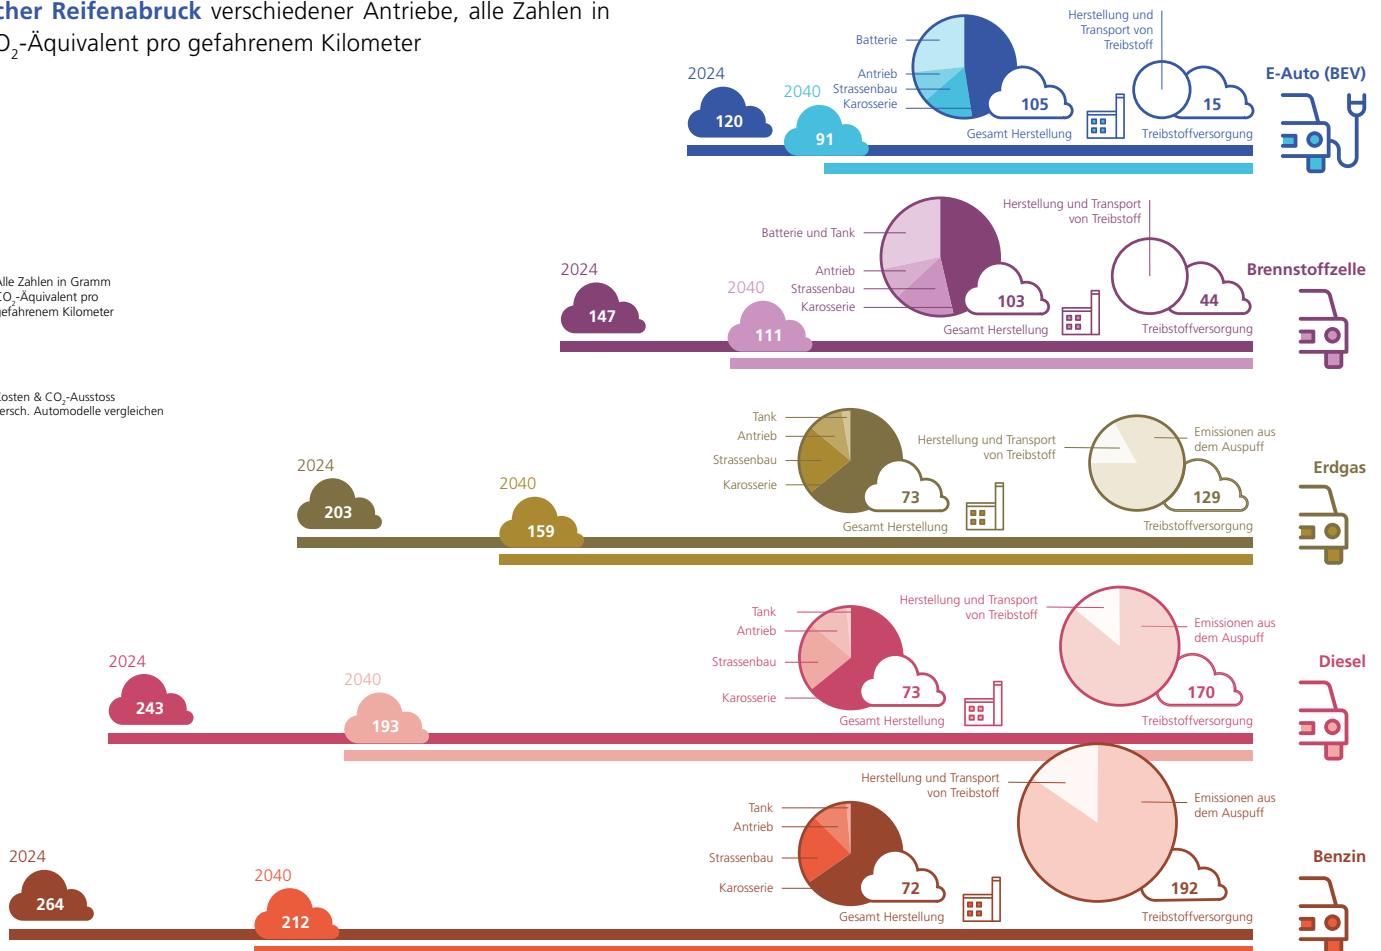 cher Reifenabruck verschiedener Antriebe, alle Zahlen in
O₂-Äquivalent pro gefahrenem Kilometer
Alle Zahlen in Gramm
CO₂-Äquivalent pro
gefahrenem Kilometer
Kosten & CO₂-Ausstoss
versch. Automodelle vergleichen
2024
120
2040
91
Batterie
Antrieb
Strassenbau
Karosserie
105
Gesamt Herstellung
Herstellung und
Transport von
Treibstoff
15
Treibstoffversorgung
E-Auto (BEV)
2024
147
2040
111
Batterie und Tank
Antrieb
Strassenbau
Karosserie
103
Gesamt Herstellung
Herstellung und Transport
von Treibstoff
44
Treibstoffversorgung
Brennstoffzelle
2024
203
2040
159
Tank
Antrieb
Strassenbau
Karosserie
73
Gesamt Herstellung
Herstellung und Transport
von Treibstoff
Emissionen aus
dem Auspuff
129
Treibstoffversorgung
Erdgas
2024
243
2040
193
Tank
Antrieb
Strassenbau
Karosserie
73
Gesamt Herstellung
Herstellung und Transport
von Treibstoff
Emissionen aus
dem Auspuff
170
Treibstoffversorgung
Diesel
2024
264
2040
212
Tank
Antrieb
Strassenbau
Karosserie
72
Gesamt Herstellung
Herstellung und Transport
von Treibstoff
Emissionen aus
dem Auspuff
192
Treibstoffversorgung
Benzin